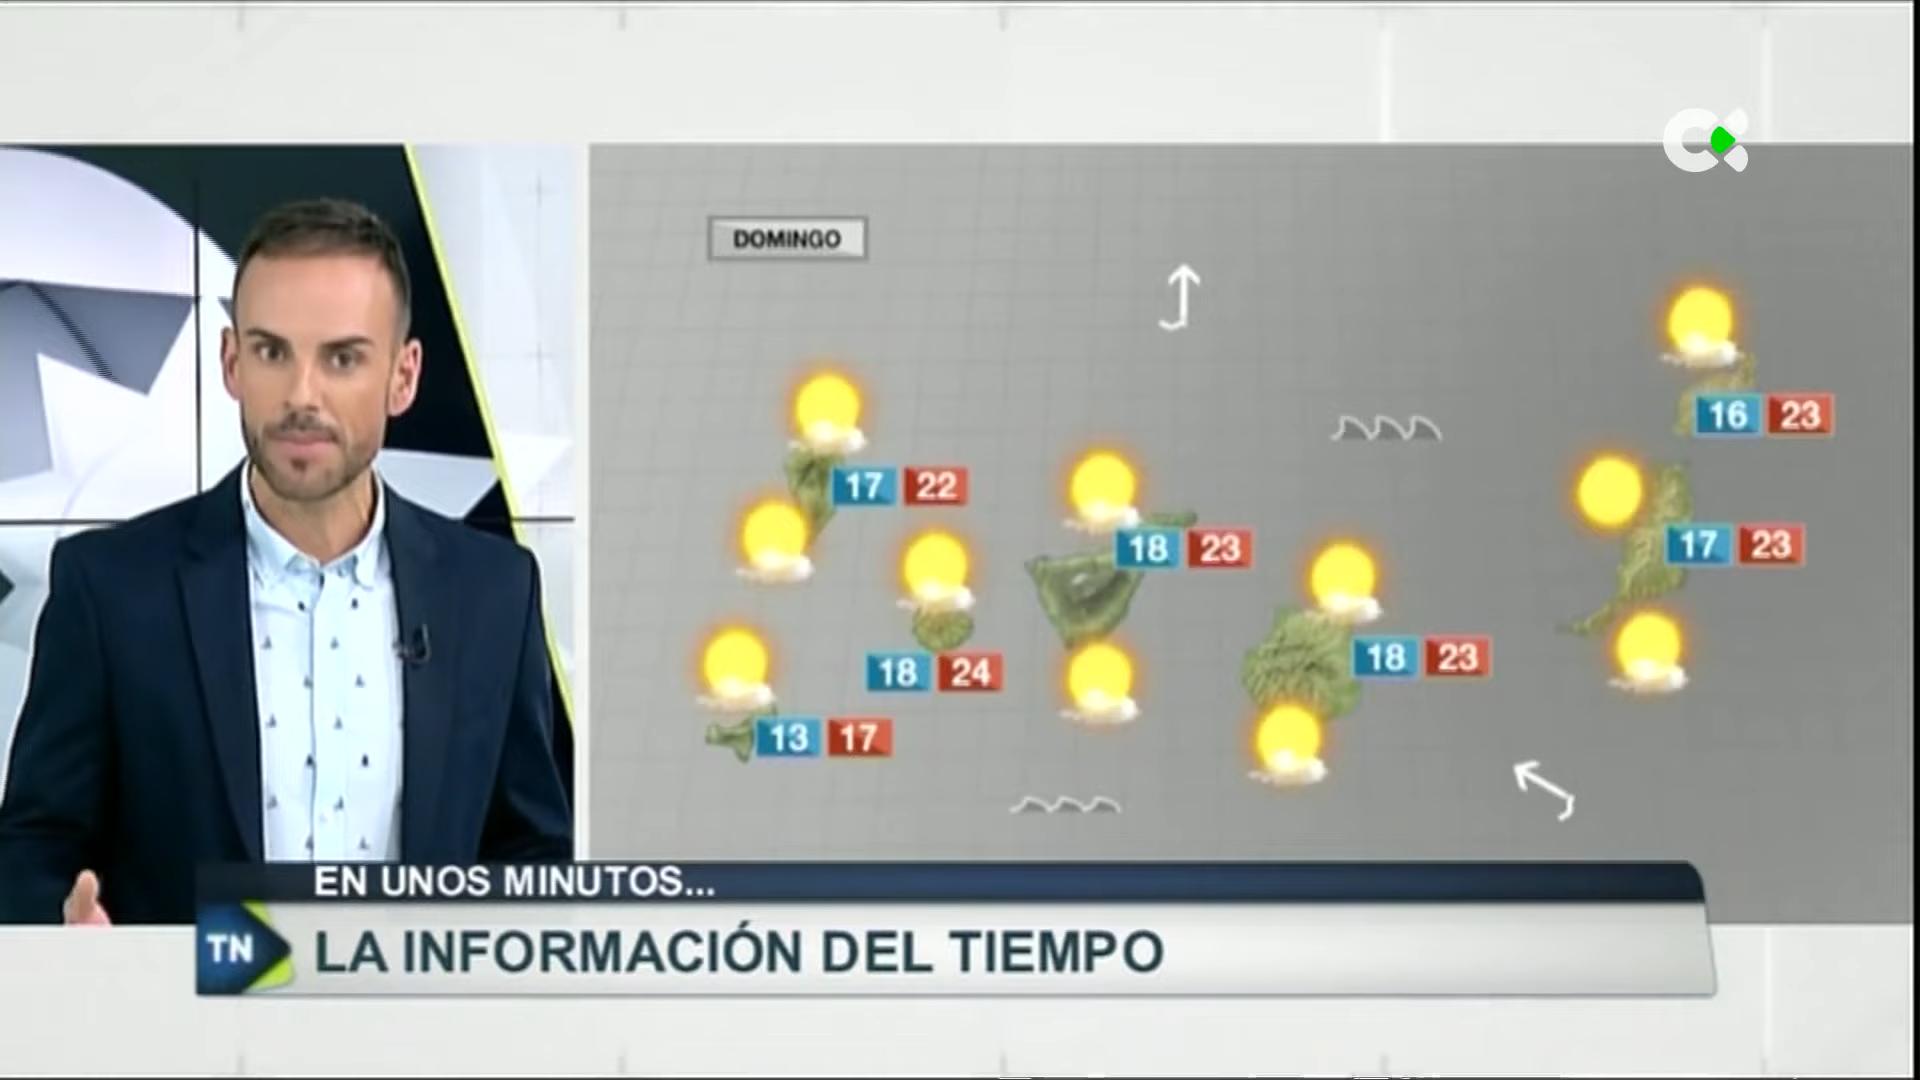 DOMINGO
16 23
17 22
17 23
18 23
18 24
18 23
13 17
EN UNOS MINUTOS...
TN
LA INFORMACIÓN DEL TIEMPO